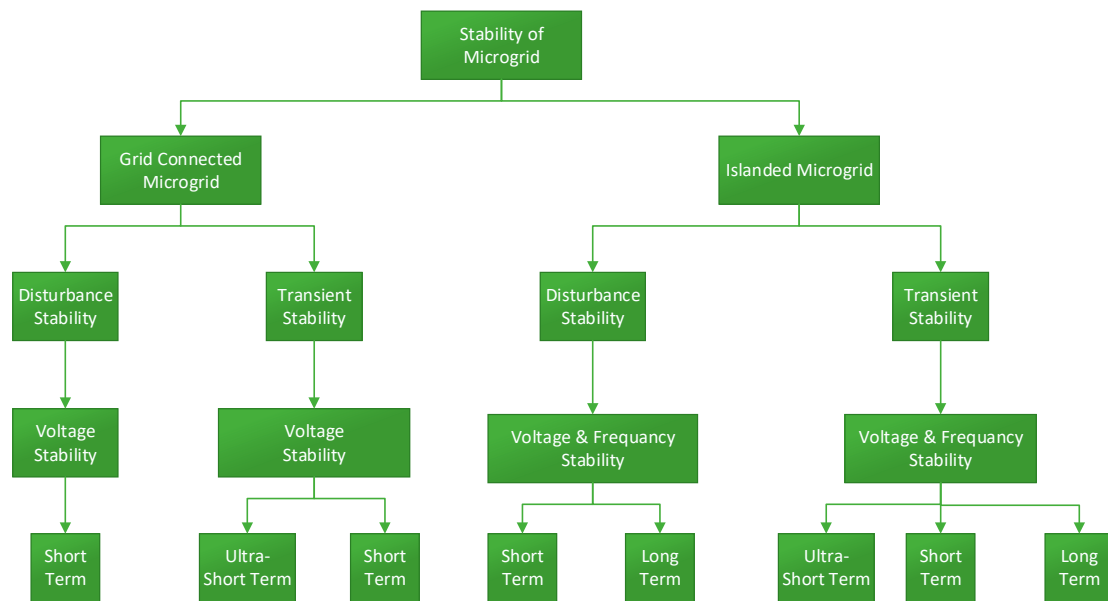 Stability of
Microgrid
Grid Connected
Microgrid
Islanded Microgrid
Disturbance
Stability
Transient
Stability
Disturbance
Stability
Transient
Stability
Voltage
Stability
Voltage
Stability
Voltage & Frequancy
Stability
Voltage & Frequancy
Stability
Short
Term
Ultra-
Short Term
Short
Term
Short
Term
Long
Term
Ultra-
Short Term
Short
Term
Long
Term